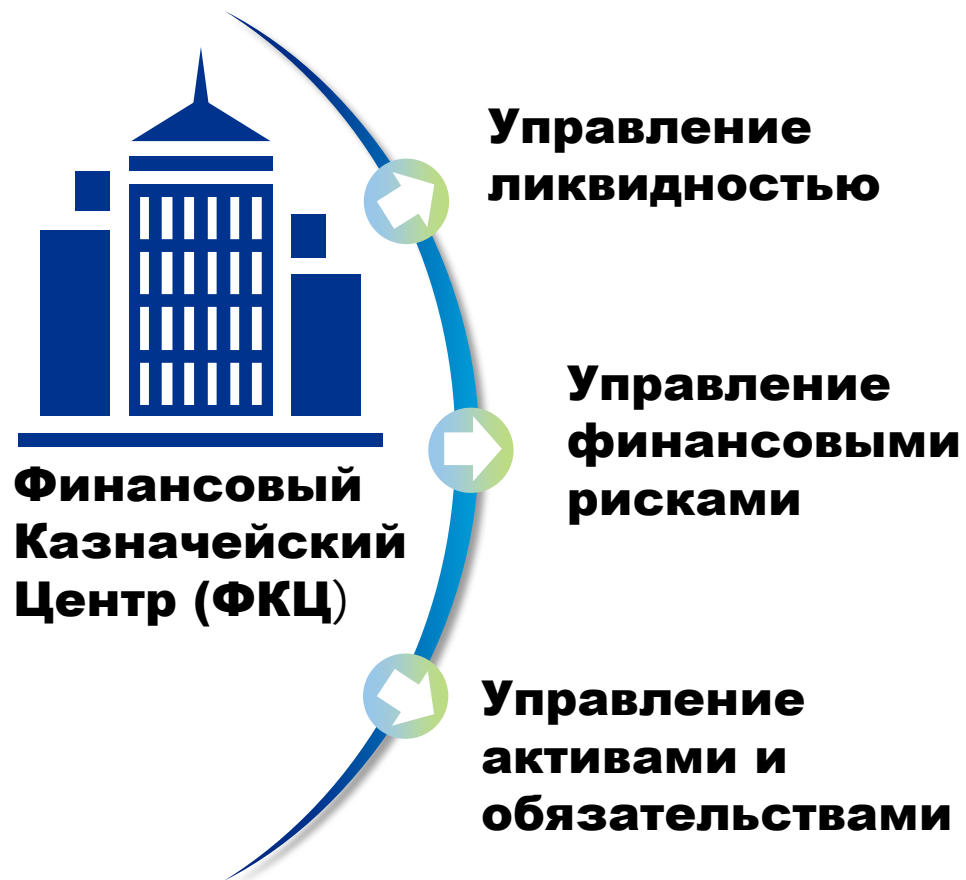 Управление
ликвидностью
Управление
финансовыми
рисками
Финансовый
Казначейский
Центр (ФКЦ)
Управление
активами и
обязательствами